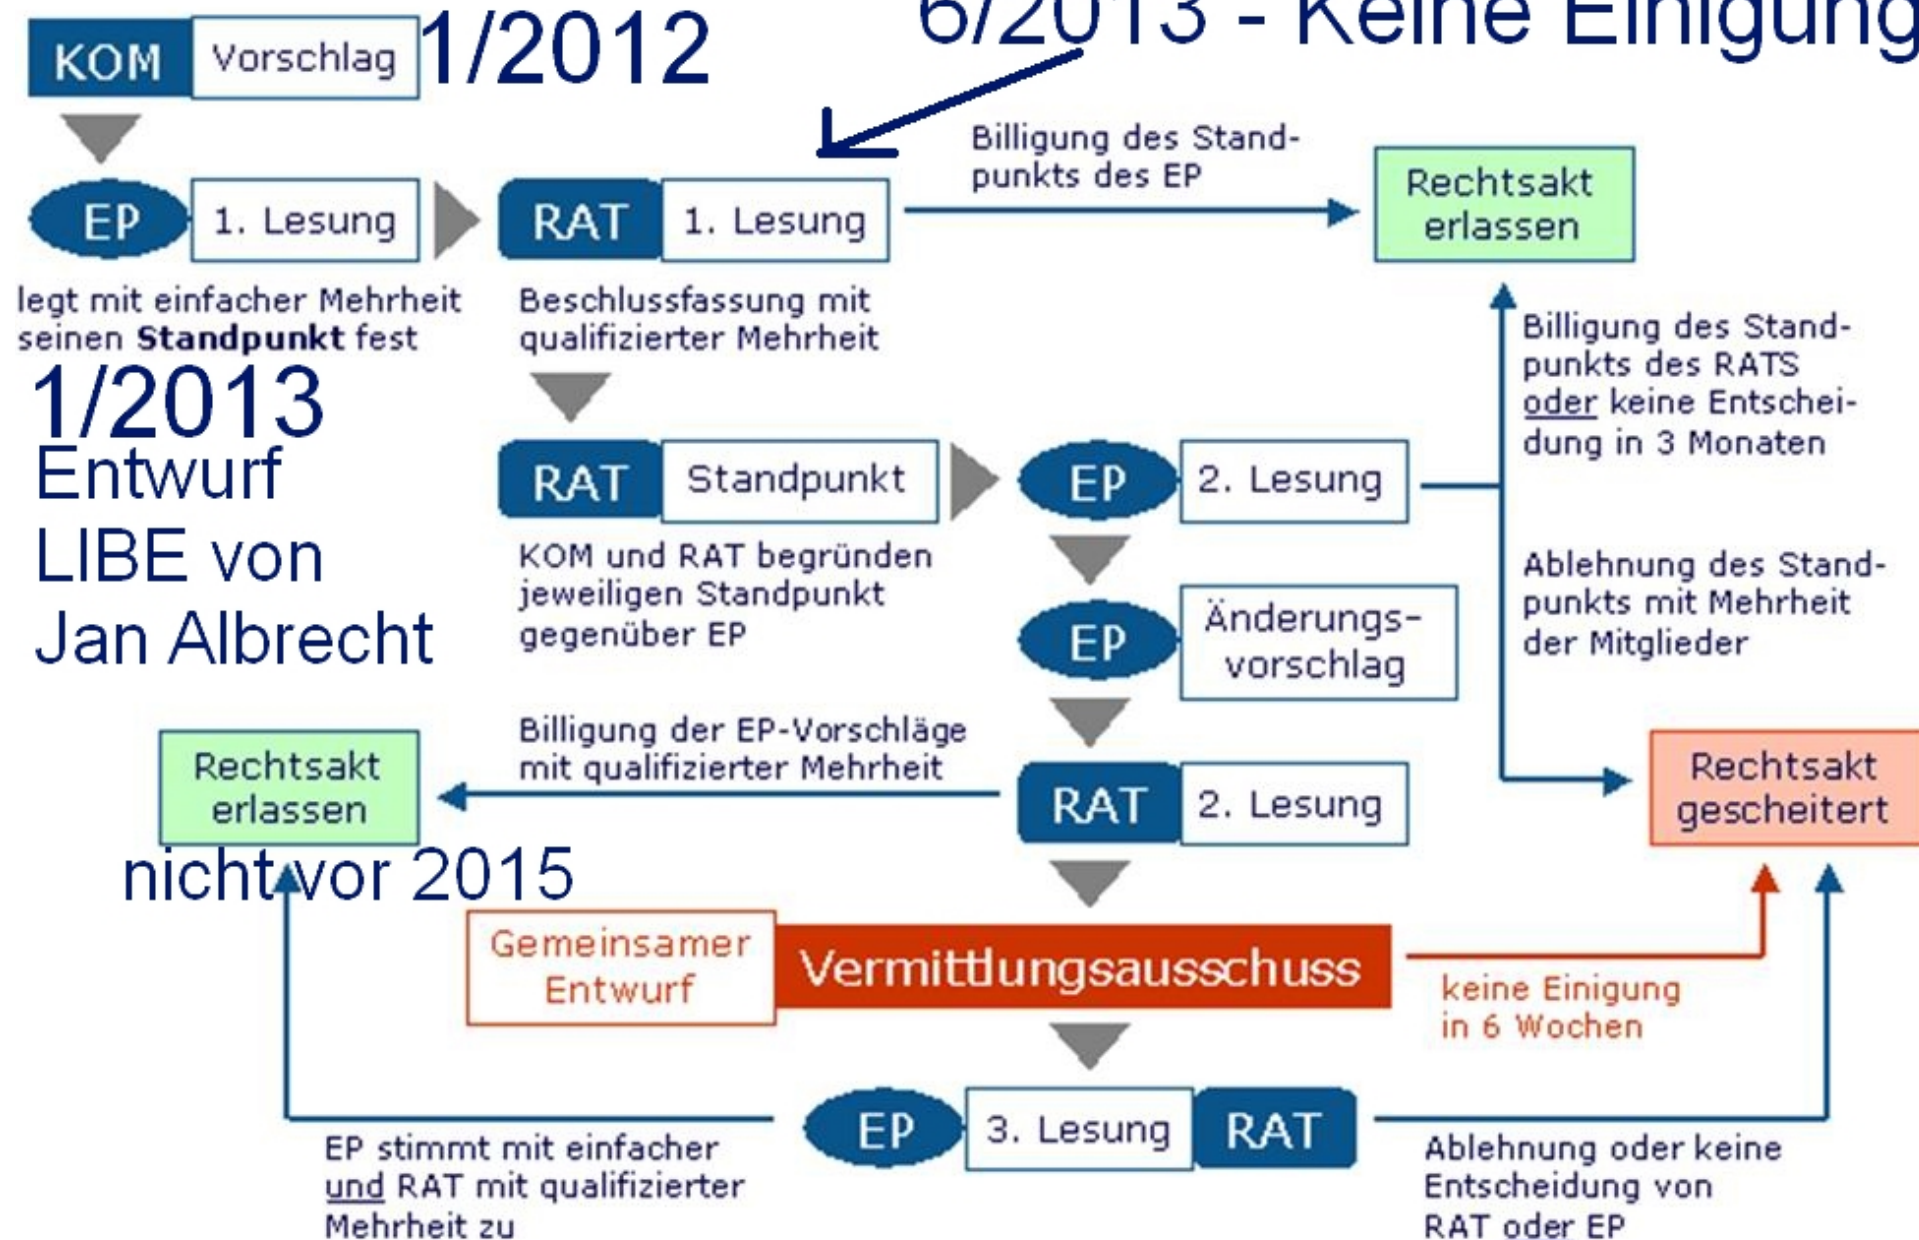 6/2013 - Keine Einigung
KOM Vorschlag 1/2012
Billigung des Stand-
punkts des EP
EP 1. Lesung RAT 1. Lesung
Rechtsakt
erlassen
legt mit einfacher Mehrheit
seinen Standpunkt fest
Beschlussfassung mit
qualifizierter Mehrheit
Billigung des Stand-
punkts des RATS
oder keine Entschei-
dung in 3 Monaten
1/2013
Entwurf
LIBE von
Jan Albrecht
RAT Standpunkt EP 2. Lesung
KOM und RAT begründen
jeweiligen Standpunkt
gegenüber EP
Ablehnung des Stand-
punkts mit Mehrheit
der Mitglieder
EP Änderungs-
vorschlag
Billigung der EP-Vorschläge
mit qualifizierter Mehrheit
Rechtsakt
erlassen
RAT 2. Lesung
Rechtsakt
gescheitert
nicht vor 2015
Gemeinsamer
Entwurf
Vermittlungsausschuss
keine Einigung
in 6 Wochen
EP 3. Lesung RAT
EP stimmt mit einfacher
und RAT mit qualifizierter
Mehrheit zu
Ablehnung oder keine
Entscheidung von
RAT oder EP